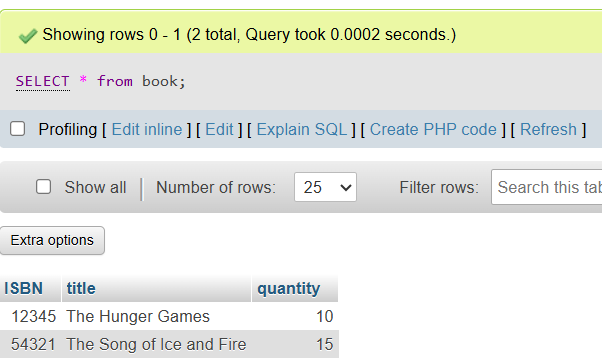 Showing rows 0 - 1 (2 total, Query took 0.0002 seconds.)
SELECT * from book;
Profiling [ Edit inline ] [ Edit ] [ Explain SQL ] [ Create PHP code ] [ Refresh ]
Show all Number of rows: 25 Filter rows: Search this
Extra options
ISBN title quantity
12345 The Hunger Games 10
54321 The Song of Ice and Fire 15